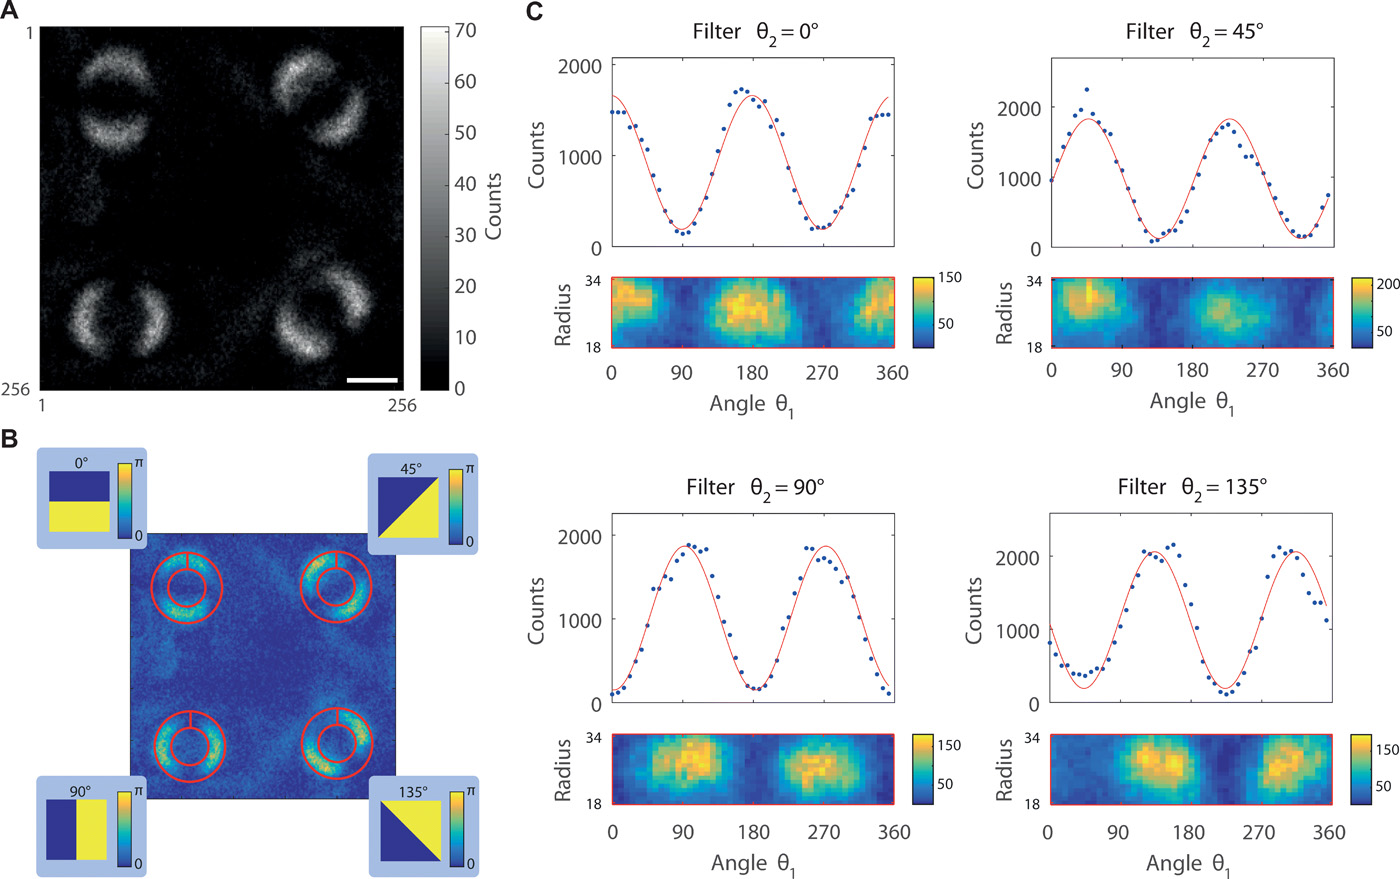 A
1
256
1
256
70
60
50
40
30
20
10
0
Counts
B
0°
π
0
45°
π
0
90°
π
0
135°
π
0
C
Filter θ2 = 0°
2000
1000
0
Counts
34
18
Radius
150
50
0 90 180 270 360
Angle θ1
Filter θ2 = 45°
2000
1000
0
Counts
34
18
Radius
200
50
0 90 180 270 360
Angle θ1
Filter θ2 = 90°
2000
1000
0
Counts
34
18
Radius
150
50
0 90 180 270 360
Angle θ1
Filter θ2 = 135°
2000
1000
0
Counts
34
18
Radius
150
50
0 90 180 270 360
Angle θ1